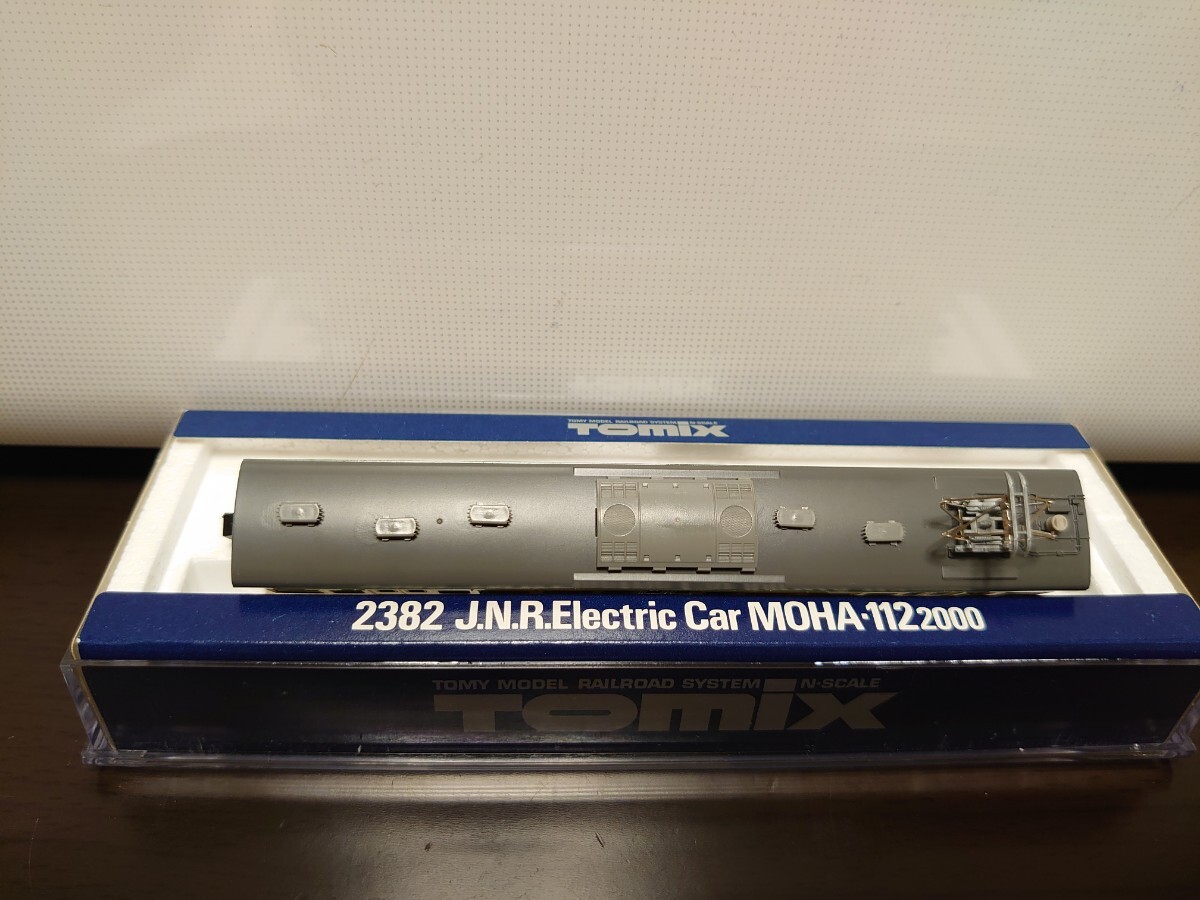 TOMY MODEL RAILROAD SYSTEM N-SCALE
TOMIX
2382 J.N.R.Electric Car MOHA·112 2000
TOMY MODEL RAILROAD SYSTEM N·SCALE
TOMIX